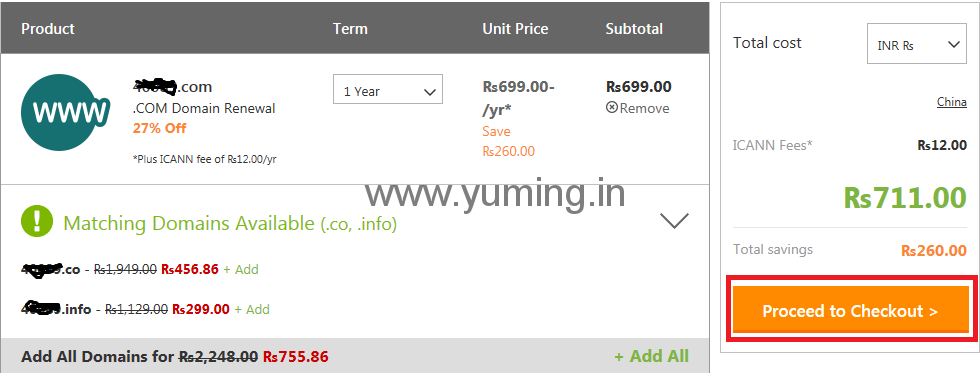 Product Term Unit Price Subtotal
www
.com
.COM Domain Renewal
27% Off
*Plus ICANN fee of Rs12.00/yr
1 Year
Rs699.00-
/yr*
Save
Rs260.00
Rs699.00
Remove
www.yuming.in
Matching Domains Available (.co, .info)
.co - Rs1,949.00 Rs456.86 + Add
.info - Rs1,129.00 Rs299.00 + Add
Add All Domains for Rs2,248.00 Rs755.86 + Add All
Total cost INR Rs
China
ICANN Fees* Rs12.00
Rs711.00
Total savings Rs260.00
Proceed to Checkout >